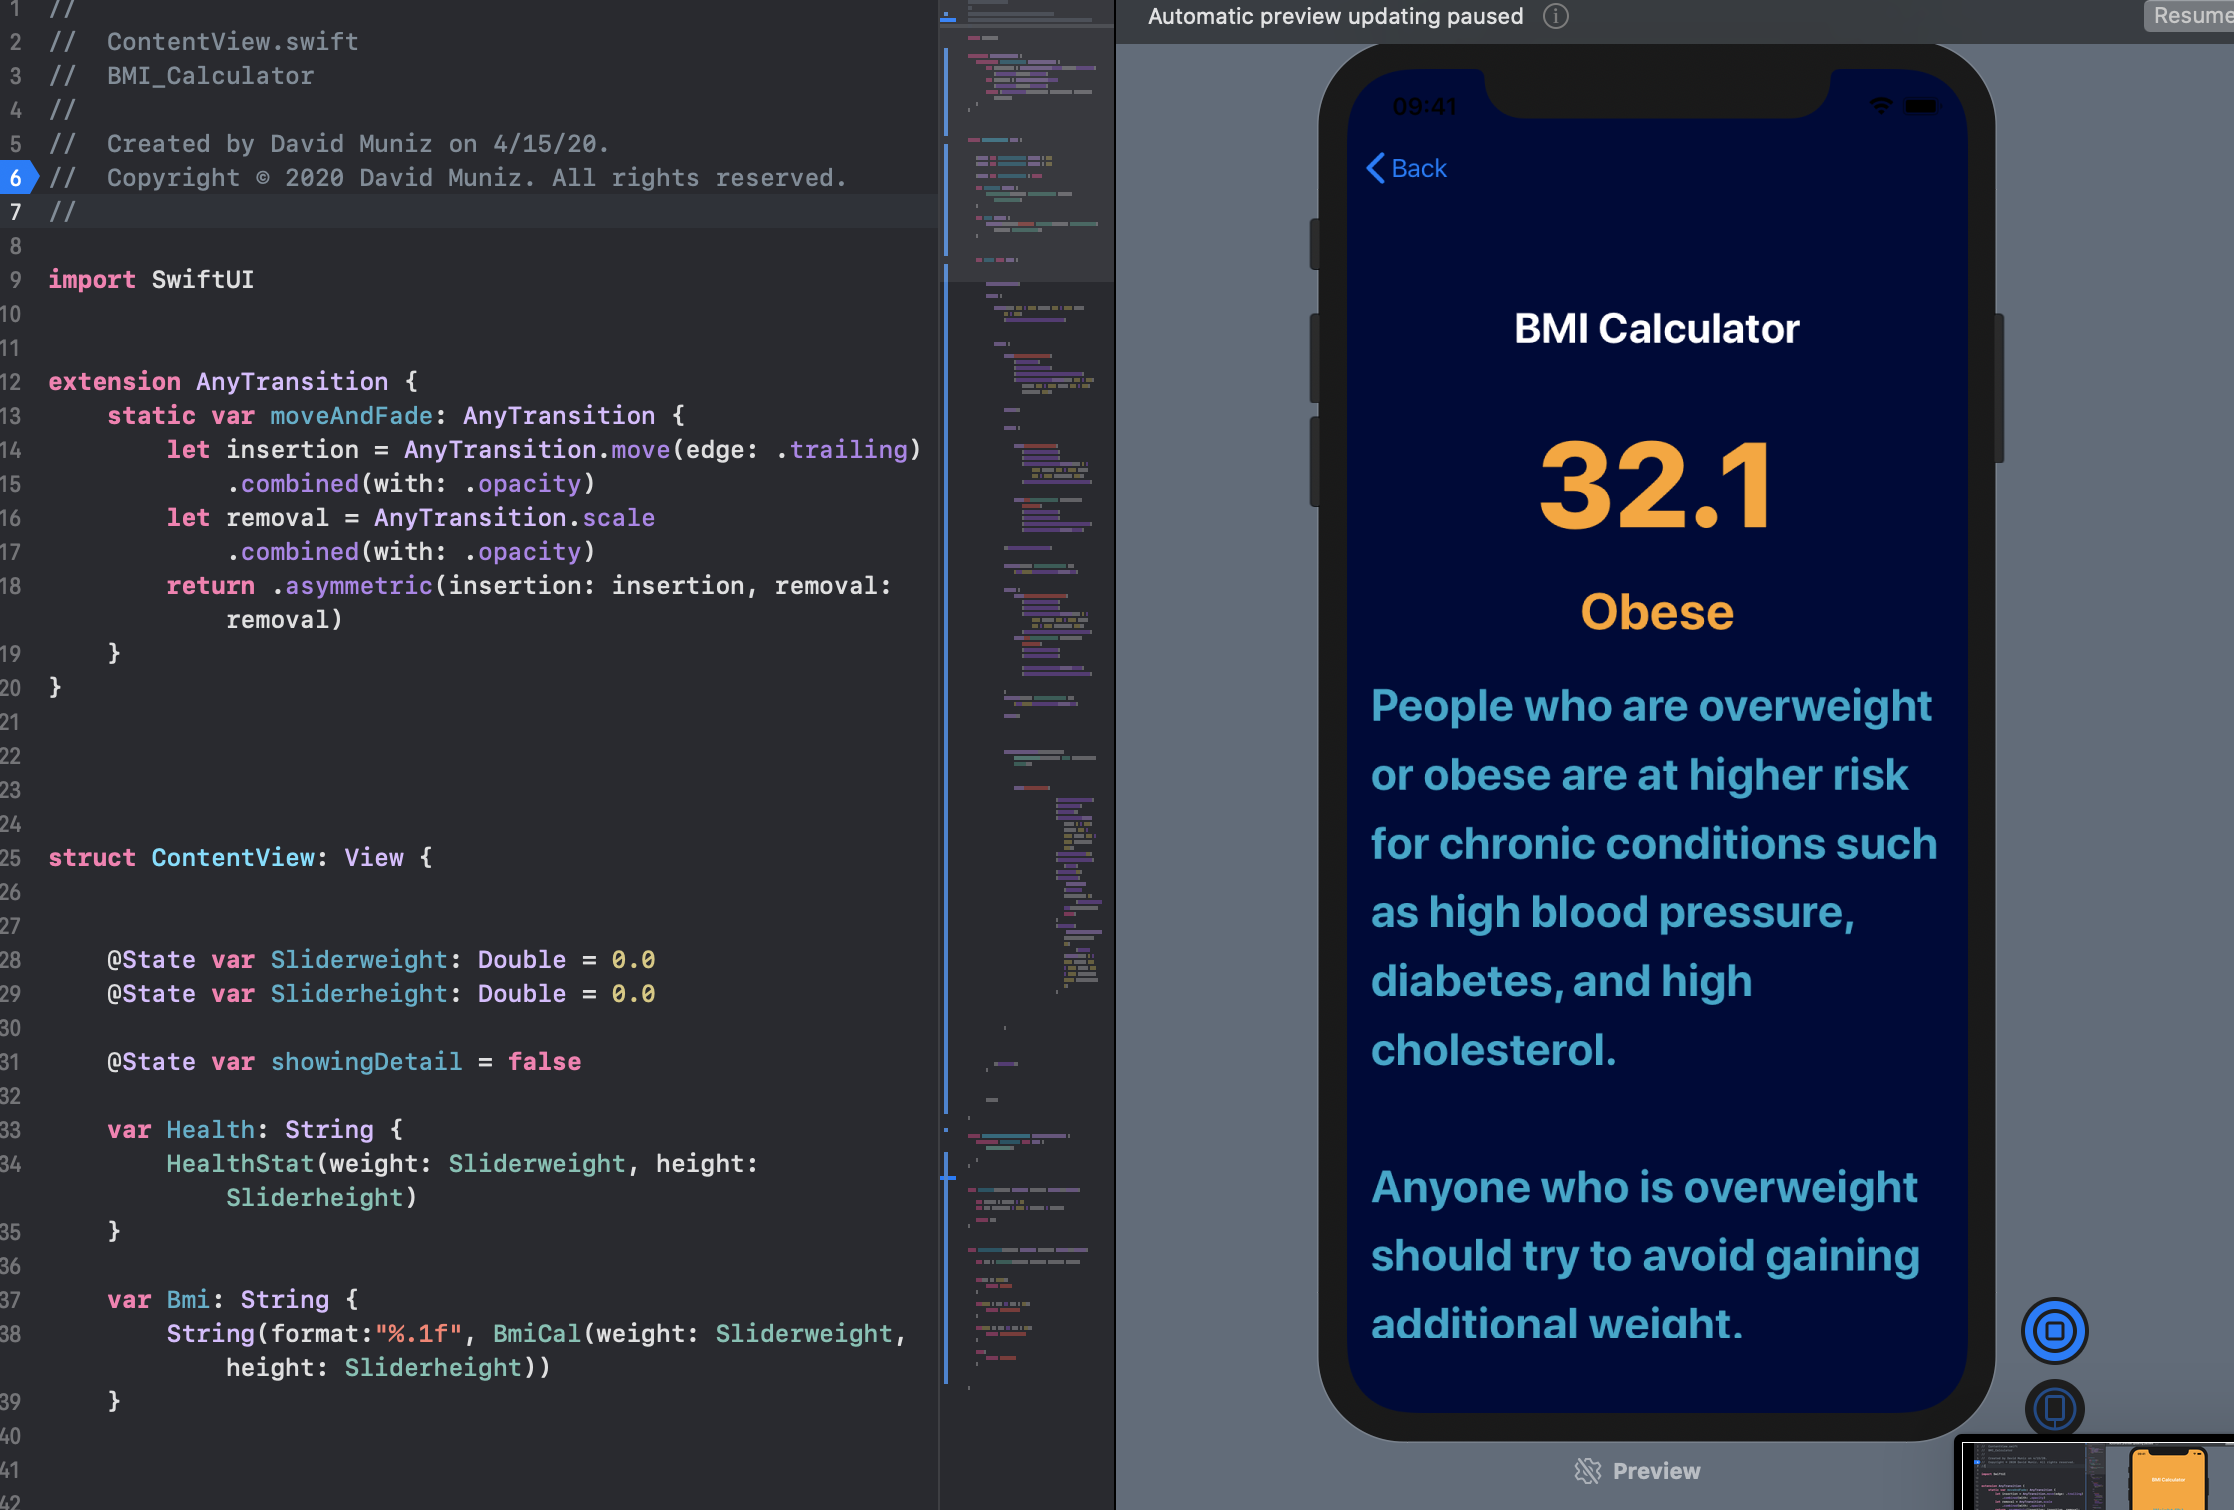 1 //
2 // ContentView.swift
3 // BMI_Calculator
4 //
5 // Created by David Muniz on 4/15/20.
6 // Copyright © 2020 David Muniz. All rights reserved.
7 //
8
9 import SwiftUI
10
11
12 extension AnyTransition {
13 static var moveAndFade: AnyTransition {
14 let insertion = AnyTransition.move(edge: .trailing)
15 .combined(with: .opacity)
16 let removal = AnyTransition.scale
17 .combined(with: .opacity)
18 return .asymmetric(insertion: insertion, removal:
removal)
19 }
20 }
21
22
23
24
25 struct ContentView: View {
26
27
28 @State var Sliderweight: Double = 0.0
29 @State var Sliderheight: Double = 0.0
30
31 @State var showingDetail = false
32
33 var Health: String {
34 HealthStat(weight: Sliderweight, height:
Sliderheight)
35 }
36
37 var Bmi: String {
38 String(format:"%.1f", BmiCal(weight: Sliderweight,
height: Sliderheight))
39 }
40
41
42
Automatic preview updating paused
Resume
09:41
Back
BMI Calculator
32.1
Obese
People who are overweight
or obese are at higher risk
for chronic conditions such
as high blood pressure,
diabetes, and high
cholesterol.
Anyone who is overweight
should try to avoid gaining
additional weight.
Preview